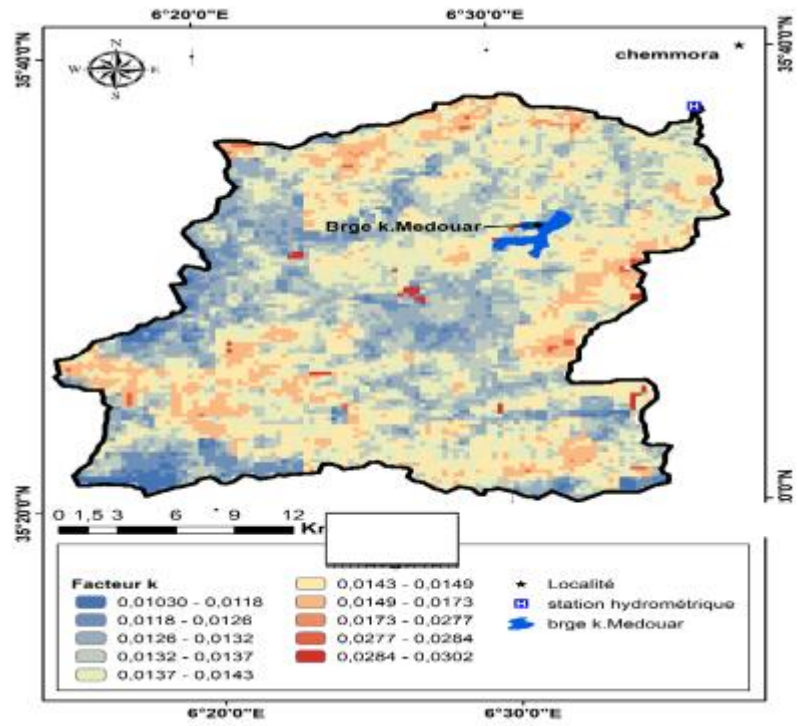 6°20'0"E 6°30'0"E
35°40'0"N
35°40'0"N
N
W E
S
chemmora
H
Brge k.Medouar
35°20'0"N
0'0"N
0 1,5 3 6 9 12
Facteur k
0,01030 - 0,0118
0,0118 - 0,0126
0,0126 - 0,0132
0,0132 - 0,0137
0,0137 - 0,0143
0,0143 - 0,0149
0,0149 - 0,0173
0,0173 - 0,0277
0,0277 - 0,0284
0,0284 - 0,0302
Localité
H station hydrométrique
brge k.Medouar
6°20'0"E 6°30'0"E